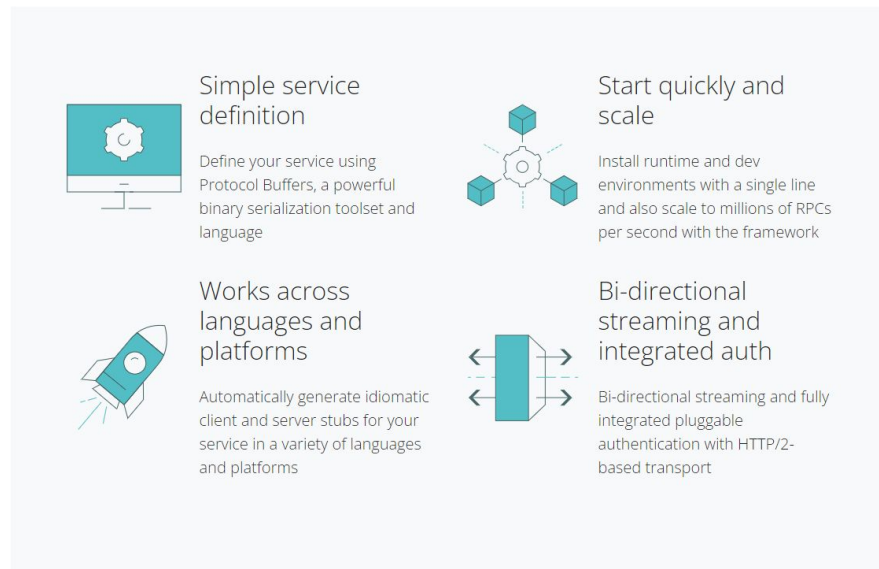 Simple service
definition
Define your service using
Protocol Buffers, a powerful
binary serialization toolset and
language
Start quickly and
scale
Install runtime and dev
environments with a single line
and also scale to millions of RPCs
per second with the framework
Works across
languages and
platforms
Automatically generate idiomatic
client and server stubs for your
service in a variety of languages
and platforms
Bi-directional
streaming and
integrated auth
Bi-directional streaming and fully
integrated pluggable
authentication with HTTP/2-
based transport